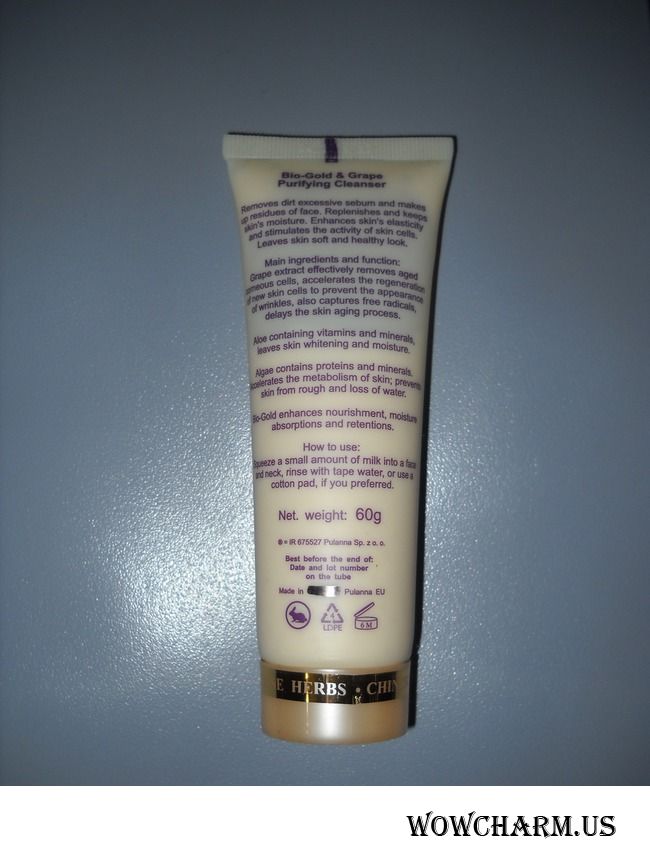 Bio-Gold & Grape
Purifying Cleanser
Removes dirt excessive sebum and makes
up residues of face. Replenishes and keeps
skin's moisture. Enhances skin's elasticity
and stimulates the activity of skin cells.
Leaves skin soft and healthy look.
Main ingredients and function:
Grape extract effectively removes aged
corneous cells, accelerates the regeneration
of new skin cells to prevent the appearance
of wrinkles, also captures free radicals,
delays the skin aging process.
Aloe containing vitamins and minerals,
leaves skin whitening and moisture.
Algae contains proteins and minerals.
Accelerates the metabolism of skin; prevents
skin from rough and loss of water.
Bio-Gold enhances nourishment, moisture
absorptions and retentions.
How to use:
Squeeze a small amount of milk into a face
and neck, rinse with tape water, or use a
cotton pad, if you preferred.
Net. weight: 60g
®= IR 675527 Pulanna Sp. z o. o.
Best before the end of:
Date and lot number
on the tube
Made in Pulanna EU
4
LDPE
6M
E HERBS · CHIN
WOWCHARM.US